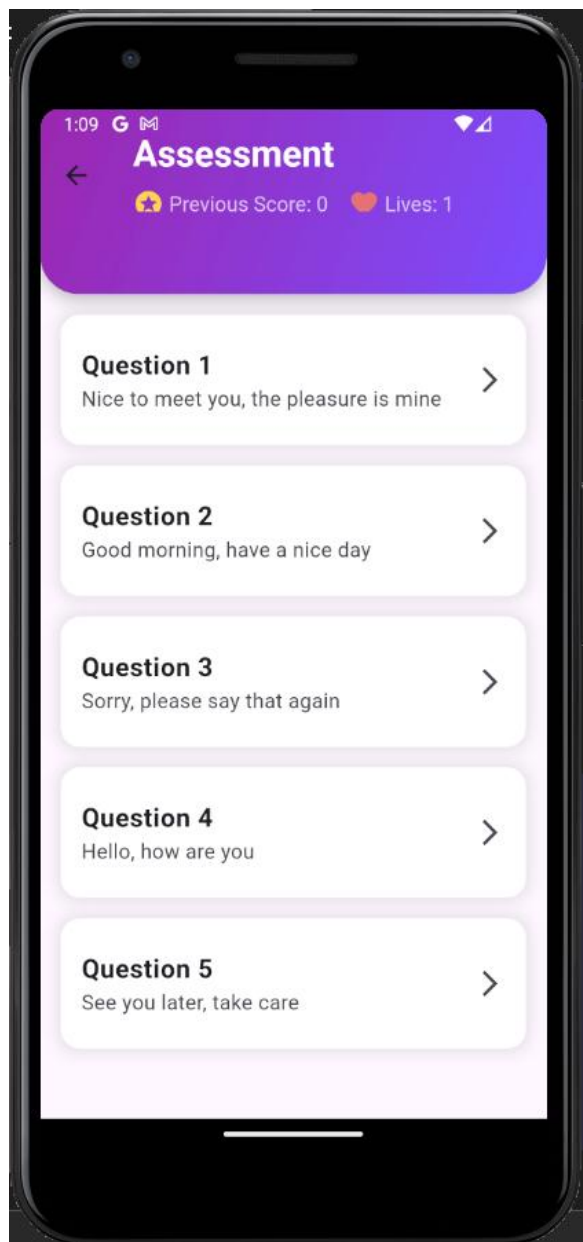 1:09 G M
Assessment
Previous Score: 0 Lives: 1
Question 1
Nice to meet you, the pleasure is mine
Question 2
Good morning, have a nice day
Question 3
Sorry, please say that again
Question 4
Hello, how are you
Question 5
See you later, take care